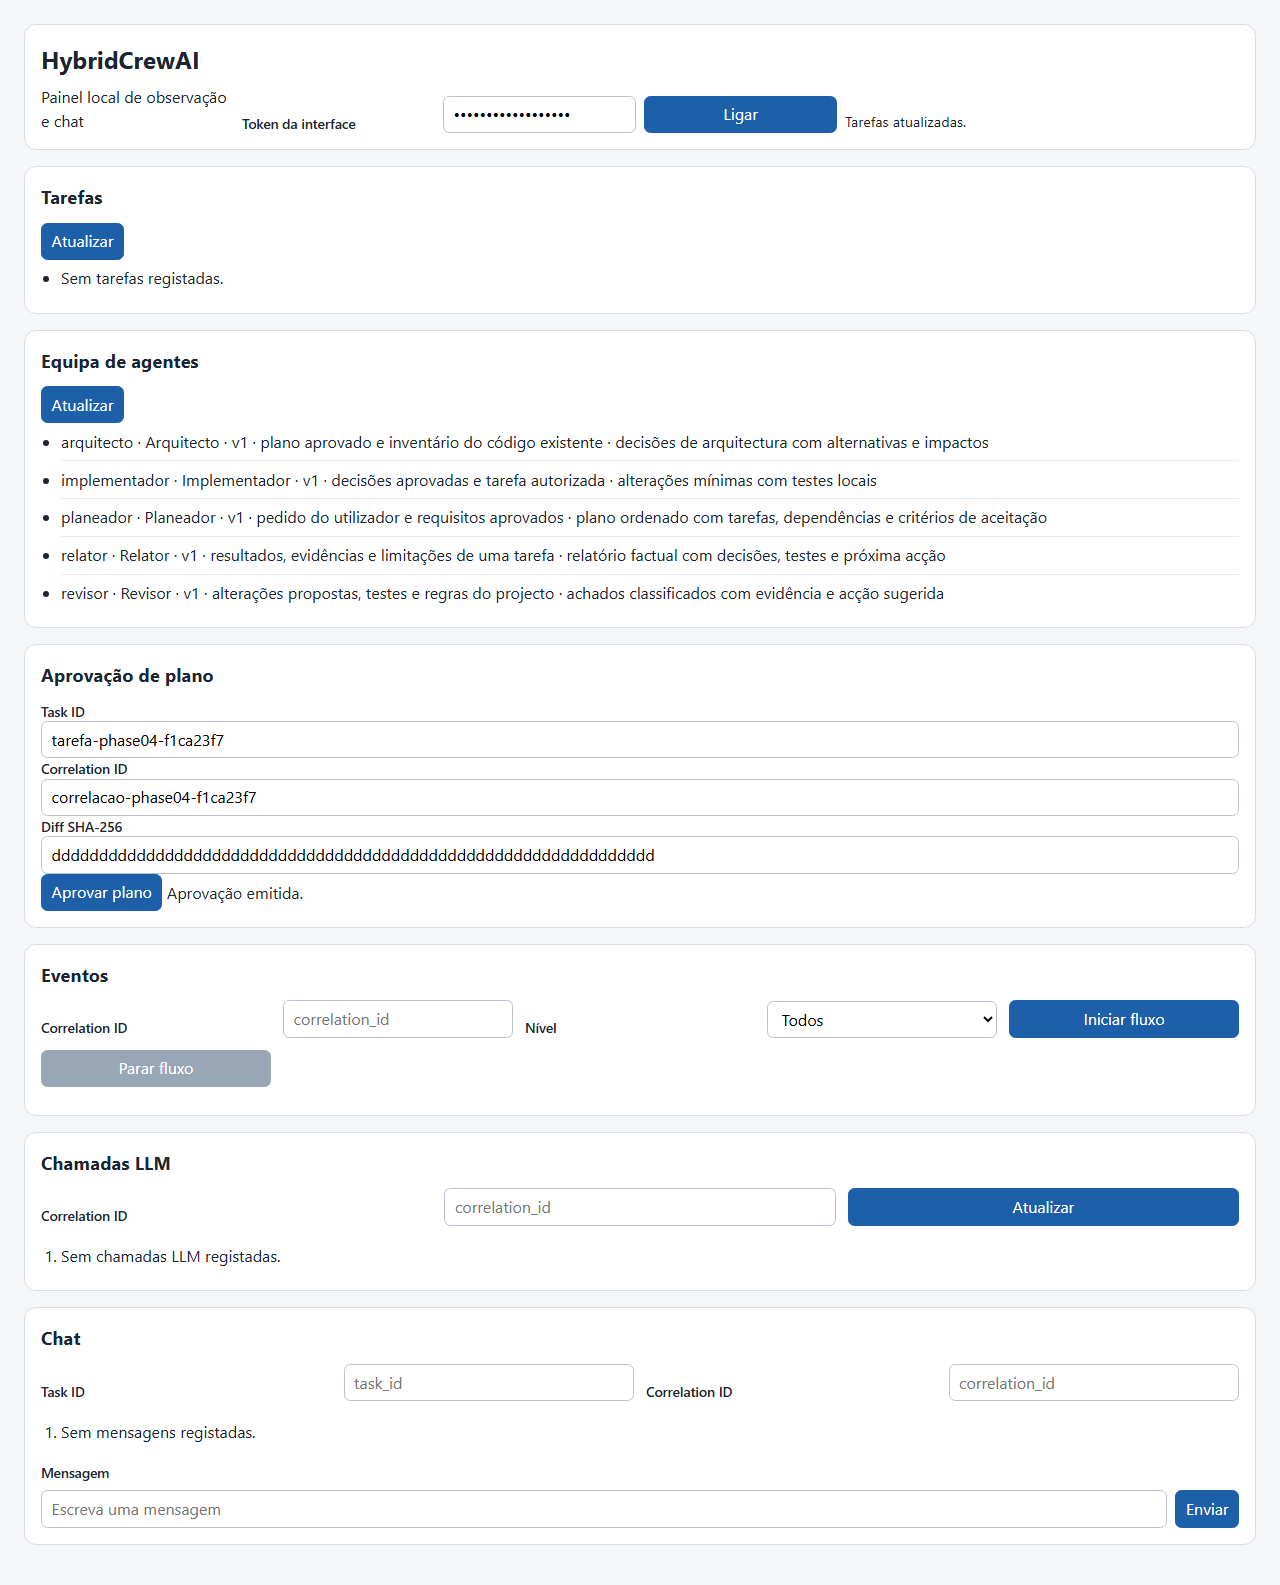 HybridCrewAI
Painel local de observação
e chat
Token da interface
••••••••••••••••••
Ligar
Tarefas atualizadas.
Tarefas
Atualizar
Sem tarefas registadas.
Equipa de agentes
Atualizar
arquitecto · Arquitecto · v1 · plano aprovado e inventário do código existente · decisões de arquitectura com alternativas e impactos
implementador · Implementador · v1 · decisões aprovadas e tarefa autorizada · alterações mínimas com testes locais
planeador · Planeador · v1 · pedido do utilizador e requisitos aprovados · plano ordenado com tarefas, dependências e critérios de aceitação
relator · Relator · v1 · resultados, evidências e limitações de uma tarefa · relatório factual com decisões, testes e próxima acção
revisor · Revisor · v1 · alterações propostas, testes e regras do projecto · achados classificados com evidência e acção sugerida
Aprovação de plano
Task ID
tarefa-phase04-f1ca23f7
Correlation ID
correlacao-phase04-f1ca23f7
Diff SHA-256
dddddddddddddddddddddddddddddddddddddddddddddddddddddddddddddddd
Aprovar plano Aprovação emitida.
Eventos
Correlation ID
correlation_id
Nível
Todos
Iniciar fluxo
Parar fluxo
Chamadas LLM
Correlation ID
correlation_id
Atualizar
1. Sem chamadas LLM registadas.
Chat
Task ID
task_id
Correlation ID
correlation_id
1. Sem mensagens registadas.
Mensagem
Escreva uma mensagem
Enviar